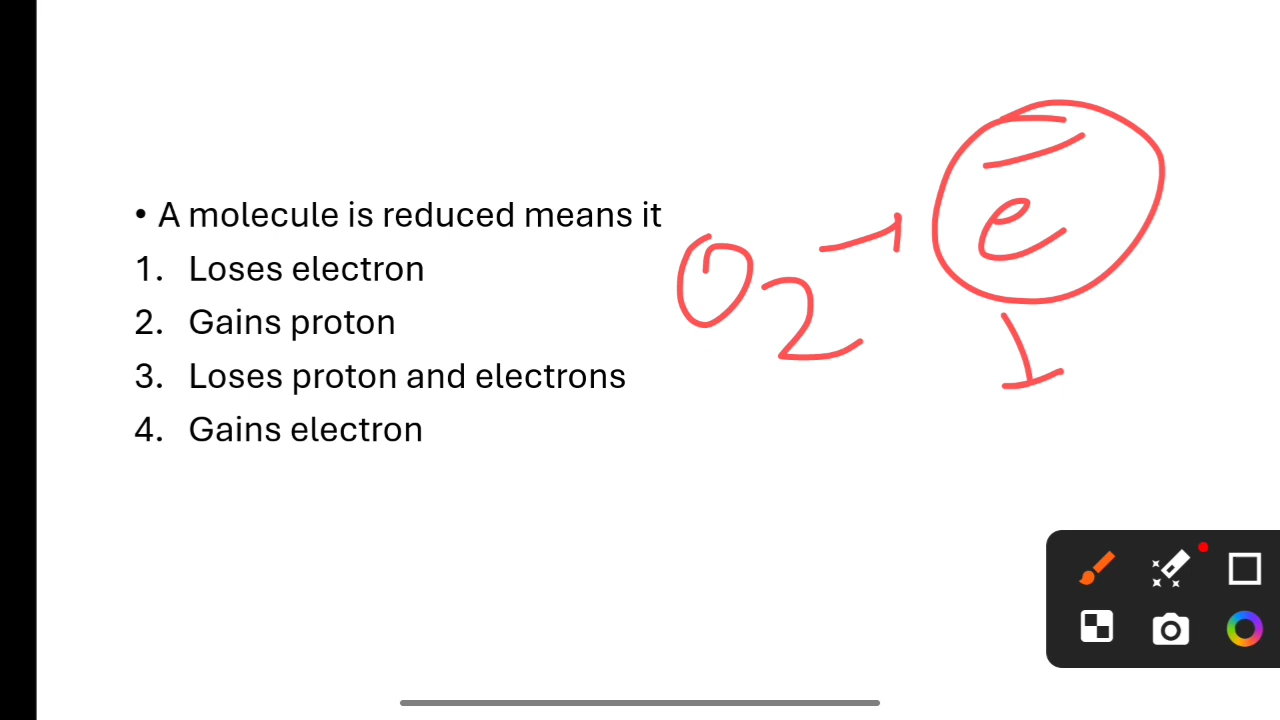 • A molecule is reduced means it
1. Loses electron
2. Gains proton
3. Loses proton and electrons
4. Gains electron
O2
e